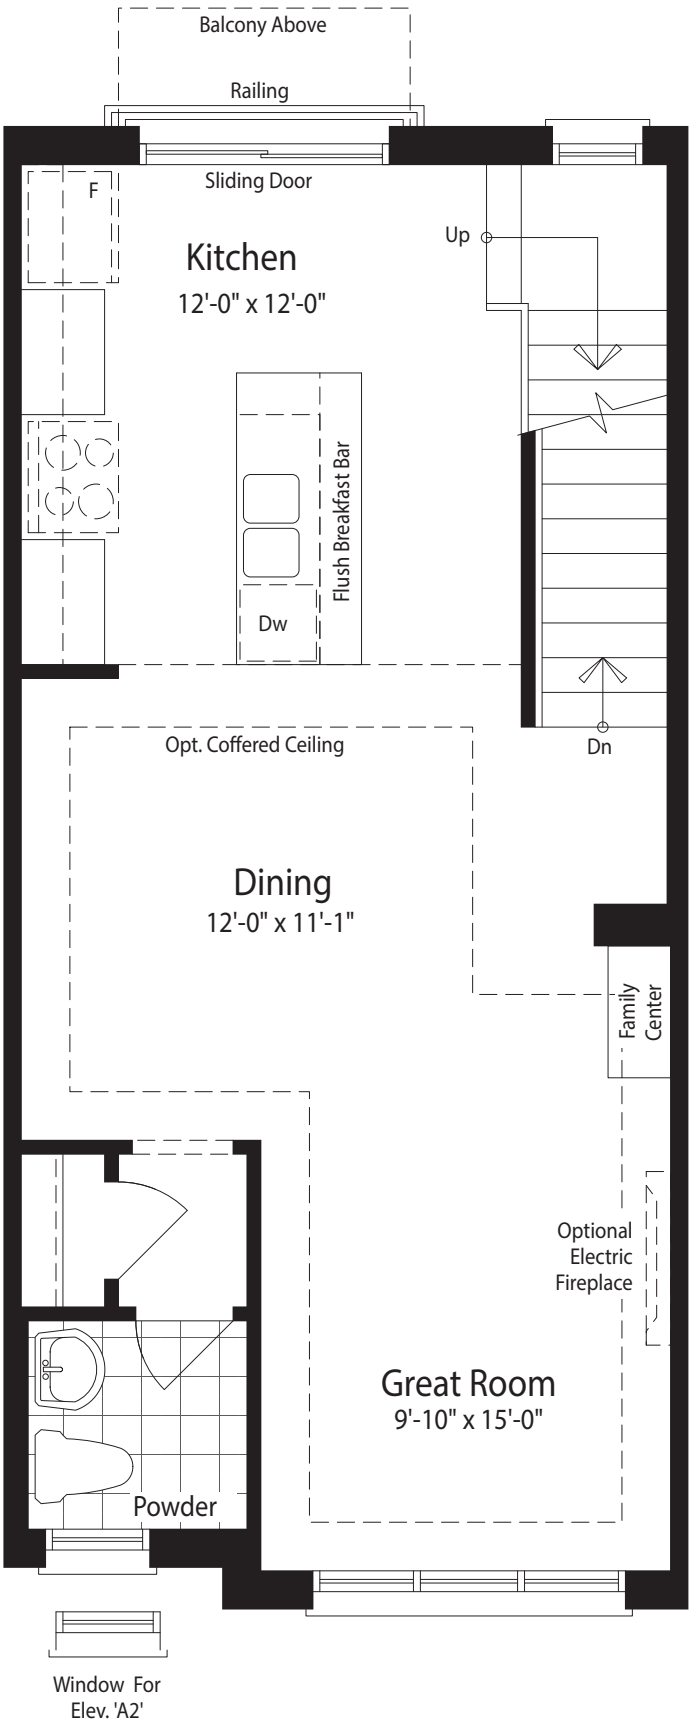 Balcony Above
Railing
Sliding Door
F
Up
Kitchen
12'-0" x 12'-0"
Flush Breakfast Bar
Dw
Opt. Coffered Ceiling
Dn
Dining
12'-0" x 11'-1"
Family
Center
Optional
Electric
Fireplace
Great Room
9'-10" x 15'-0"
Powder
Window For
Elev. 'A2'